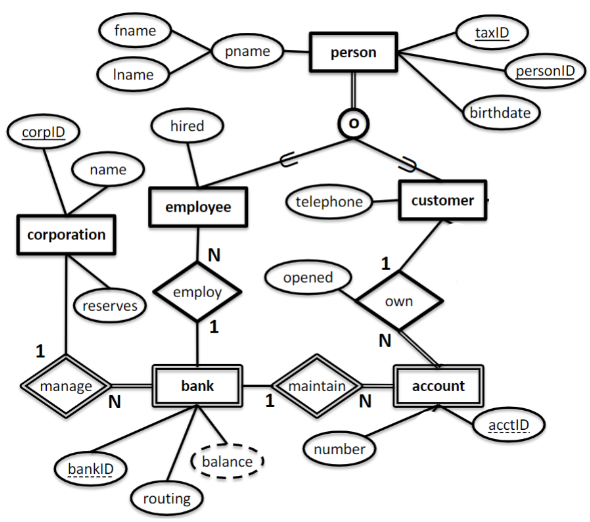 fname
pname
person
taxID
lname
personID
birthdate
corpID
hired
O
name
employee
telephone
customer
corporation
N
1
reserves
employ
opened
own
1
N
1
manage
N
bank
1
maintain
N
account
bankID
balance
number
acctID
routing